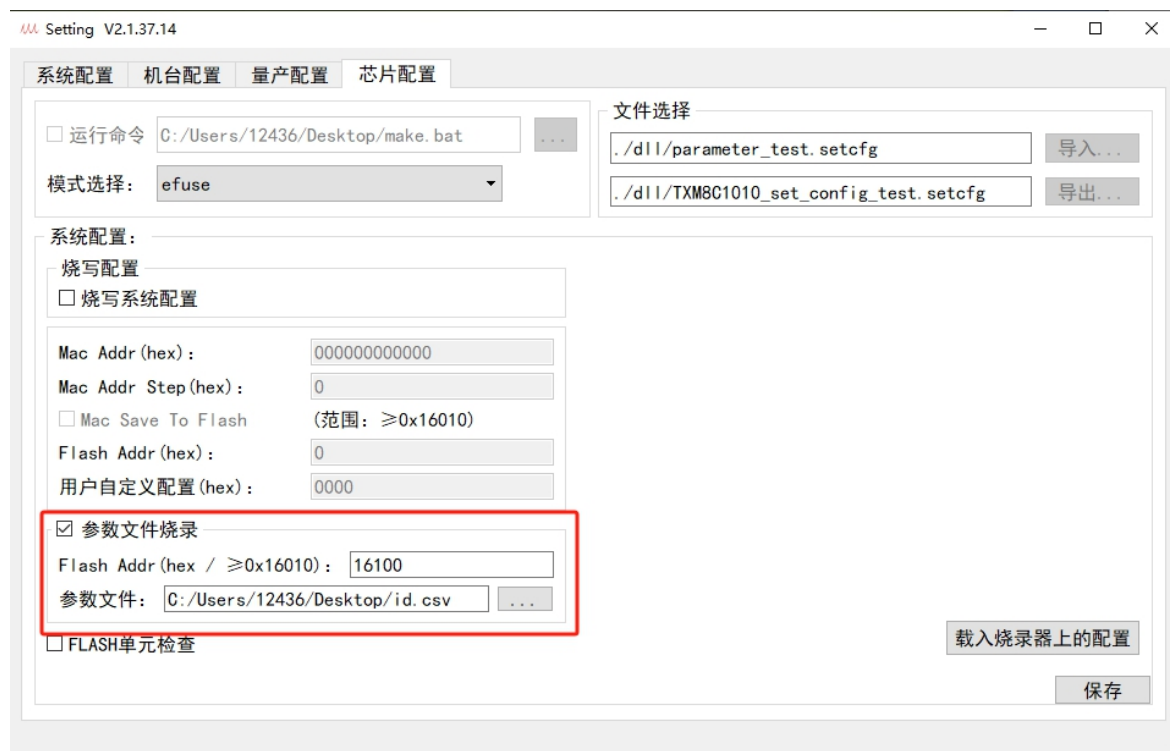 Setting V2.1.37.14
系统配置 机台配置 量产配置 芯片配置
运行命令 C:/Users/12436/Desktop/make.bat ...
模式选择： efuse
文件选择
./dll/parameter_test.setcfg 导入...
./dll/TXM8C1010_set_config_test.setcfg 导出...
系统配置：
烧写配置
烧写系统配置
Mac Addr(hex)： 000000000000
Mac Addr Step(hex)： 0
Mac Save To Flash (范围：≥0x16010)
Flash Addr(hex)： 0
用户自定义配置(hex)： 0000
参数文件烧录
Flash Addr(hex / ≥0x16010)： 16100
参数文件： C:/Users/12436/Desktop/id.csv ...
FLASH单元检查
载入烧录器上的配置
保存